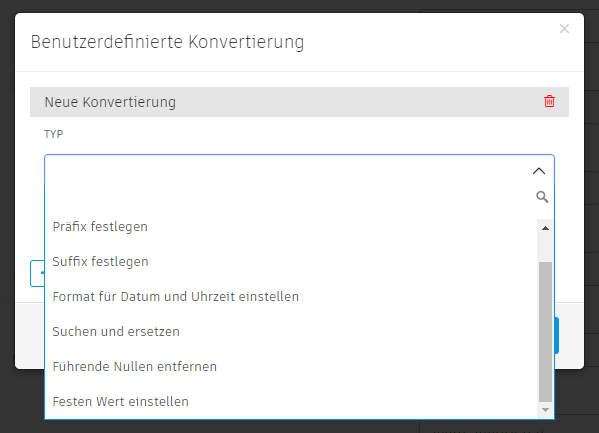 Benutzerdefinierte Konvertierung
Neue Konvertierung
TYP
Präfix festlegen
Suffix festlegen
Format für Datum und Uhrzeit einstellen
Suchen und ersetzen
Führende Nullen entfernen
Festen Wert einstellen